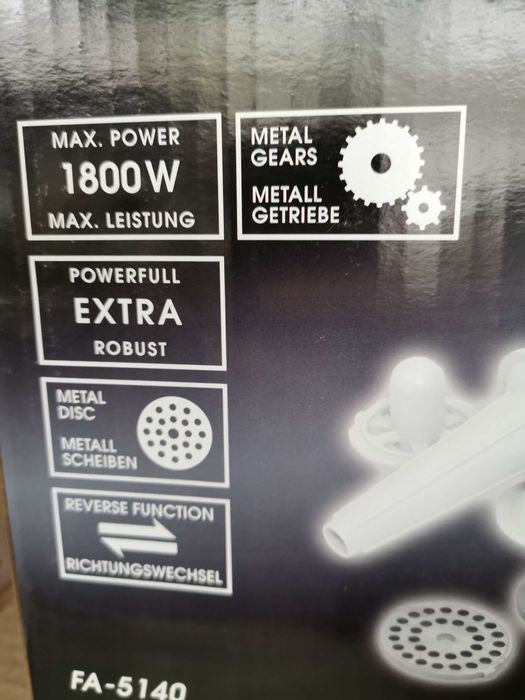 MAX. POWER
1800W
MAX. LEISTUNG
METAL
GEARS
METALL
GETRIEBE
POWERFULL
EXTRA
ROBUST
METAL
DISC
METALL
SCHEIBEN
REVERSE FUNCTION
RICHTUNGSWECHSEL
FA-5140